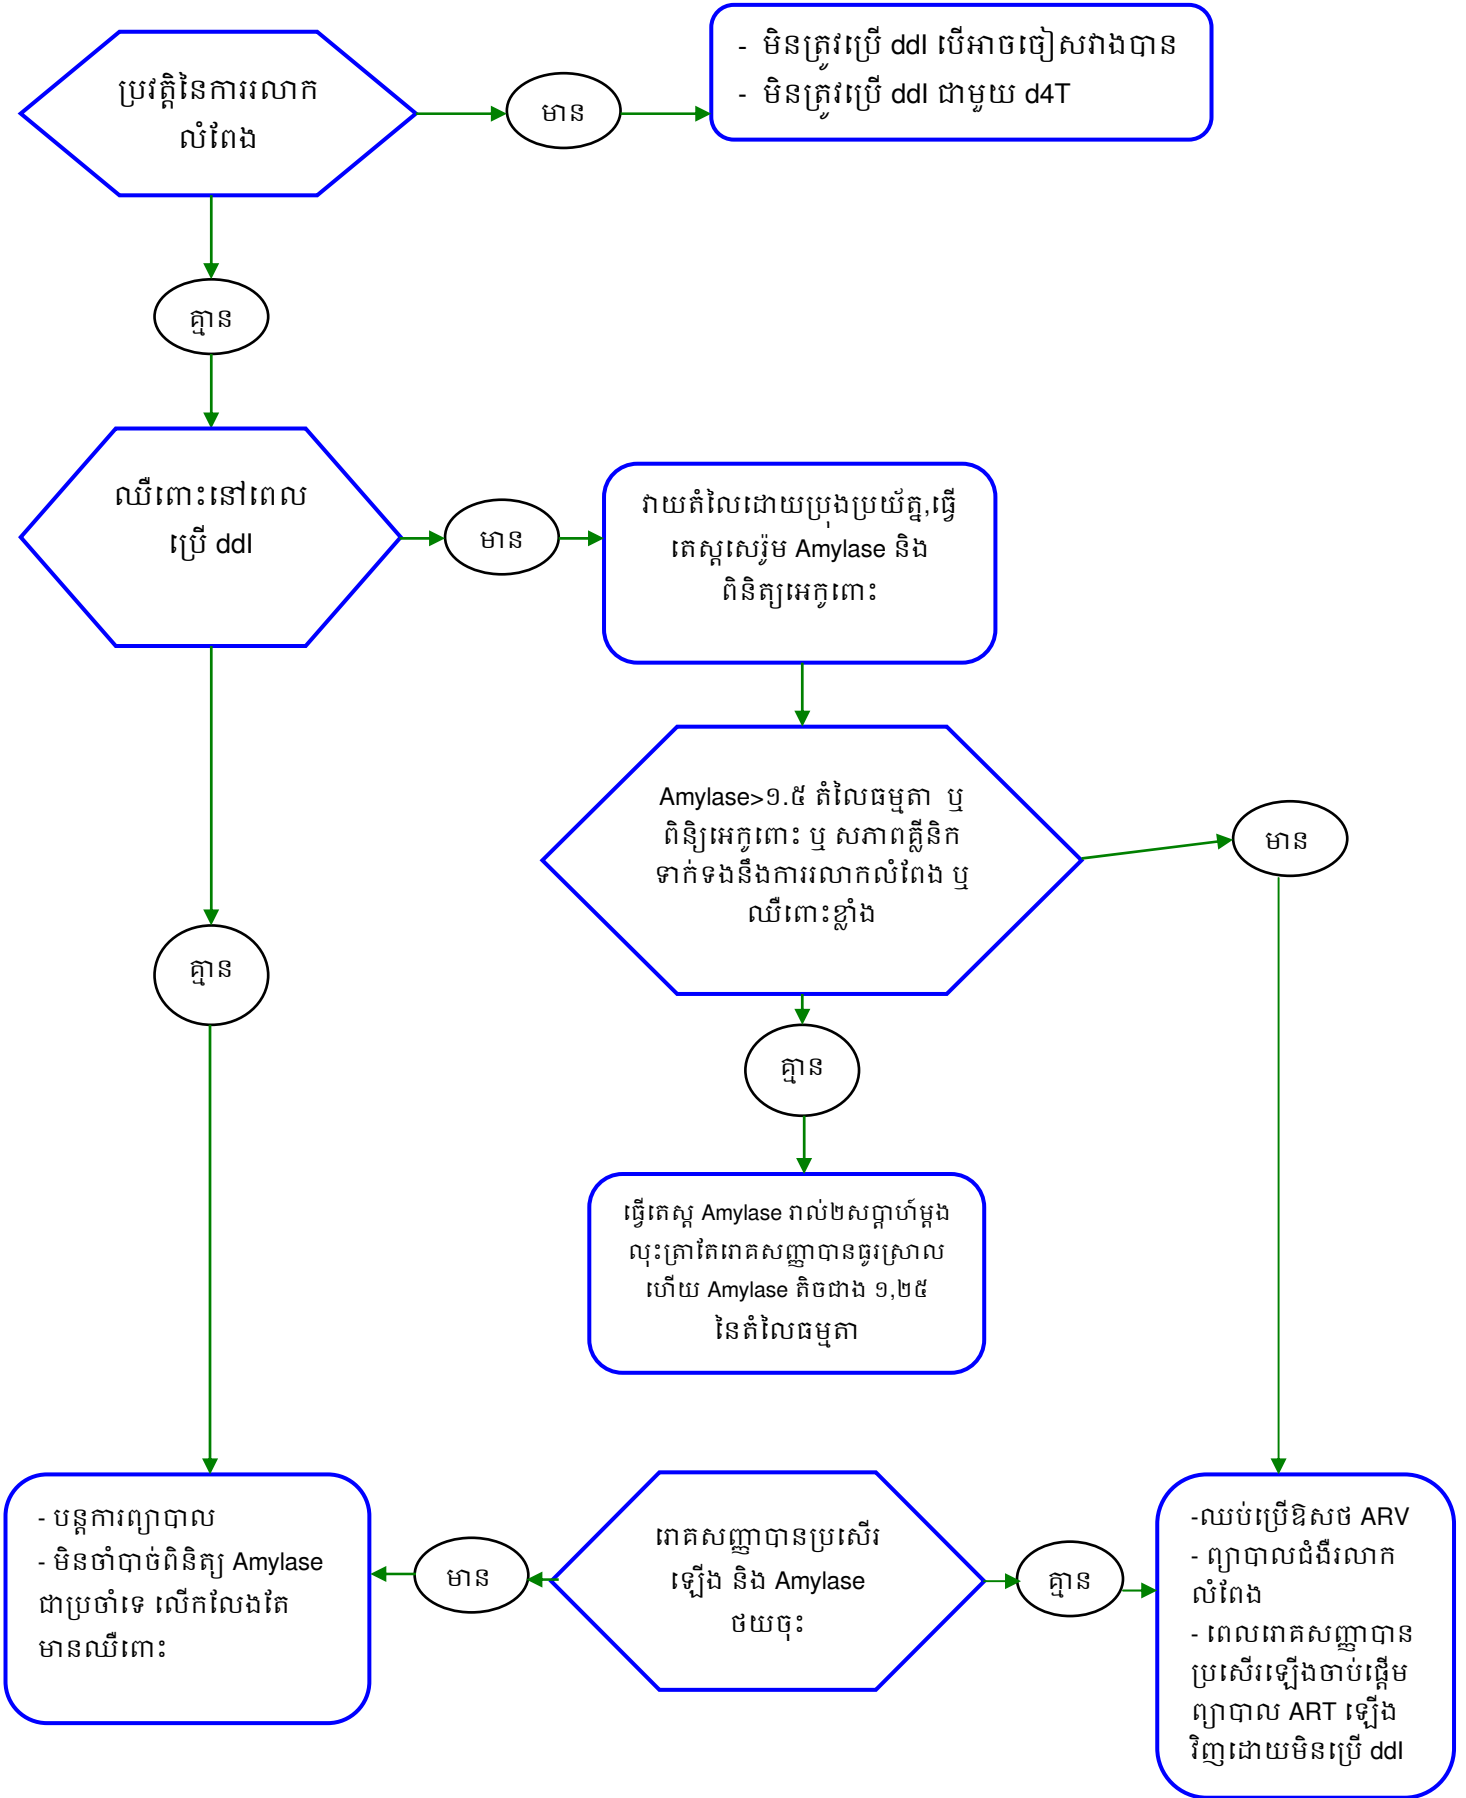 ប្រវត្តិនៃការរលាក
លំពែង
មាន
- មិនត្រូវប្រើ ddI បើអាចចៀសវាងបាន
- មិនត្រូវប្រើ ddI ជាមួយ d4T
គ្មាន
ឈឺពោះនៅពេល
ប្រើ ddI
មាន
វាយតំលៃដោយប្រុងប្រយ័ត្ន,ធ្វើ
តេស្តសេរ៉ូម Amylase និង
ពិនិត្យអេកូពោះ
Amylase>១.៥ តំលៃធម្មតា ឬ
ពិនិ្យអេកូពោះ ឬ សភាពគ្លីនិក
ទាក់ទងនឹងការរលាកលំពែង ឬ
ឈឺពោះខ្លាំង
មាន
គ្មាន
គ្មាន
ធ្វើតេស្ត Amylase រាល់២សប្តាហ៍ម្តង
លុះត្រាតែរោគសញ្ញាបានធូរស្រាល
ហើយ Amylase តិចជាង ១,២៥
នៃតំលៃធម្មតា
- បន្តការព្យាបាល
- មិនចាំបាច់ពិនិត្យ Amylase
ជាប្រចាំទេ លើកលែងតែ
មានឈឺពោះ
មាន
រោគសញ្ញាបានប្រសើរ
ឡើង និង Amylase
ថយចុះ
គ្មាន
-ឈប់ប្រើឱសថ ARV
- ព្យាបាលជំងឺរលាក
លំពែង
- ពេលរោគសញ្ញាបាន
ប្រសើរឡើងចាប់ផ្តើម
ព្យាបាល ART ឡើង
វិញដោយមិនប្រើ ddI